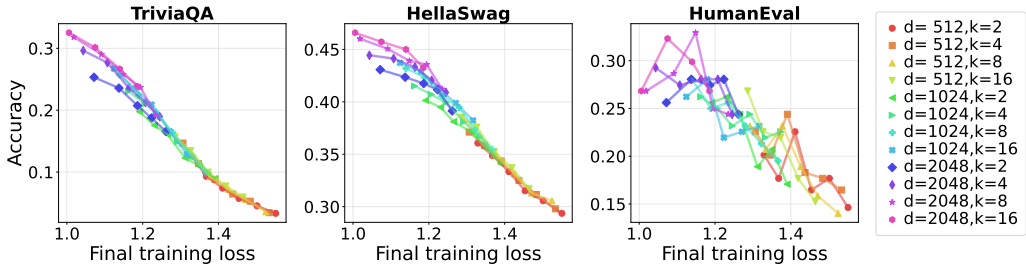 TriviaQA
HellaSwag
HumanEval
Accuracy
0.3
0.2
0.1
1.0 1.2 1.4
Final training loss
0.45
0.40
0.35
0.30
1.0 1.2 1.4
Final training loss
0.30
0.25
0.20
0.15
1.0 1.2 1.4
Final training loss
d= 512,k=2
d= 512,k=4
d= 512,k=8
d= 512,k=16
d=1024,k=2
d=1024,k=4
d=1024,k=8
d=1024,k=16
d=2048,k=2
d=2048,k=4
d=2048,k=8
d=2048,k=16